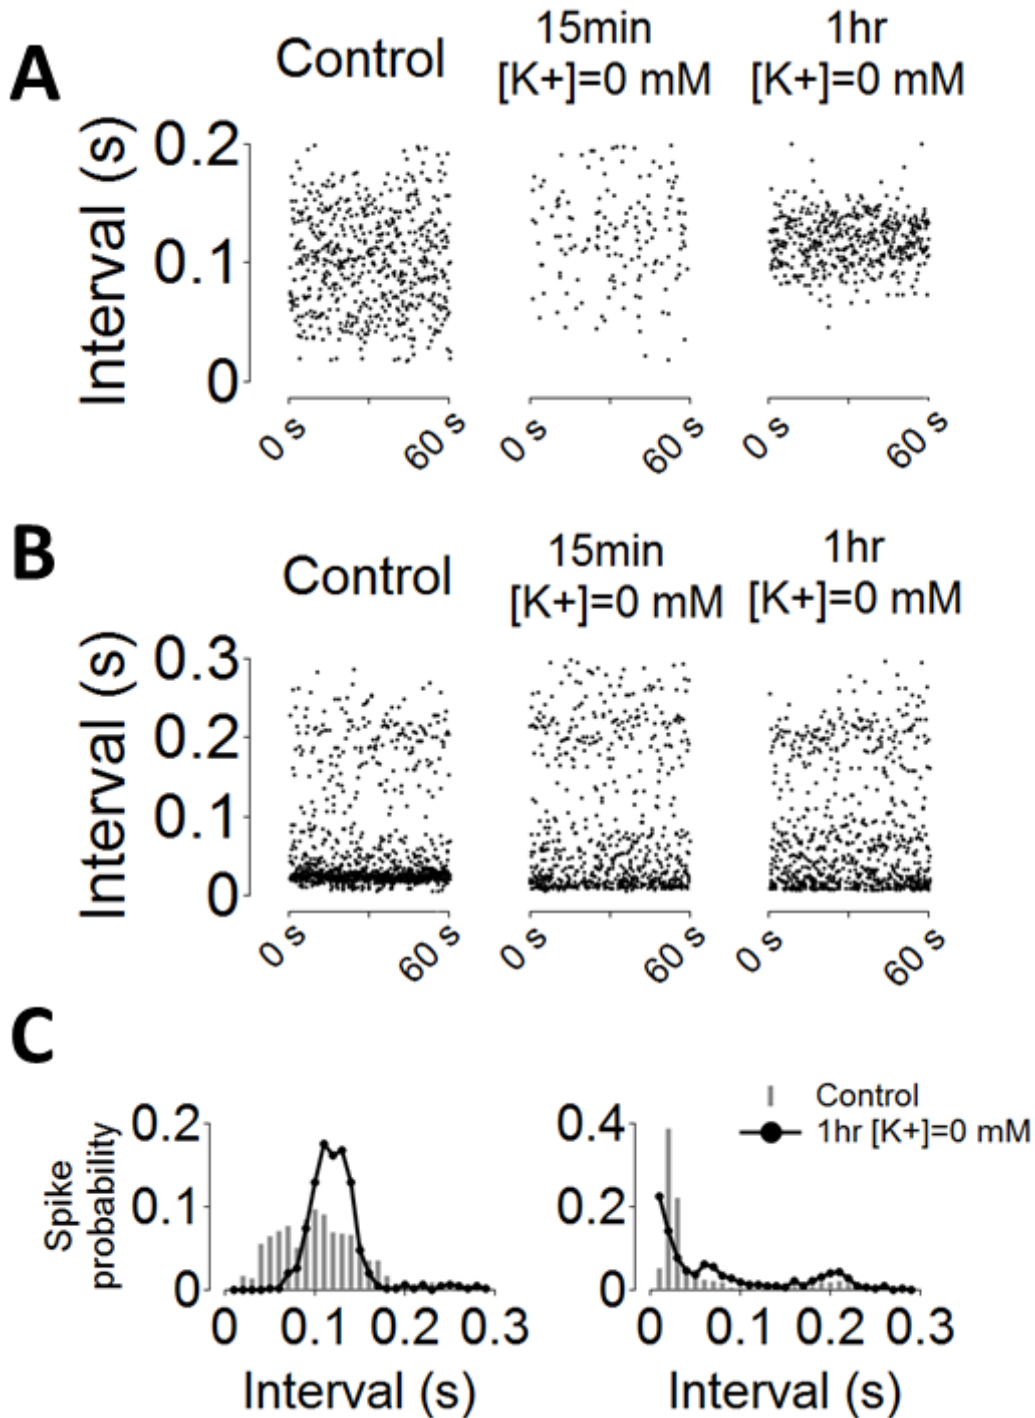 A
Control
15min
[K+]=0 mM
1hr
[K+]=0 mM
Interval (s)
0.2
0.1
0
0 s
60 s
0 s
60 s
0 s
60 s
B
Control
15min
[K+]=0 mM
1hr
[K+]=0 mM
Interval (s)
0.3
0.2
0.1
0
0 s
60 s
0 s
60 s
0 s
60 s
C
Spike
probability
0.2
0.1
0
0
0.1
0.2
0.3
Interval (s)
0.4
0.2
0
0
0.1
0.2
0.3
Interval (s)
Control
1hr [K+]=0 mM